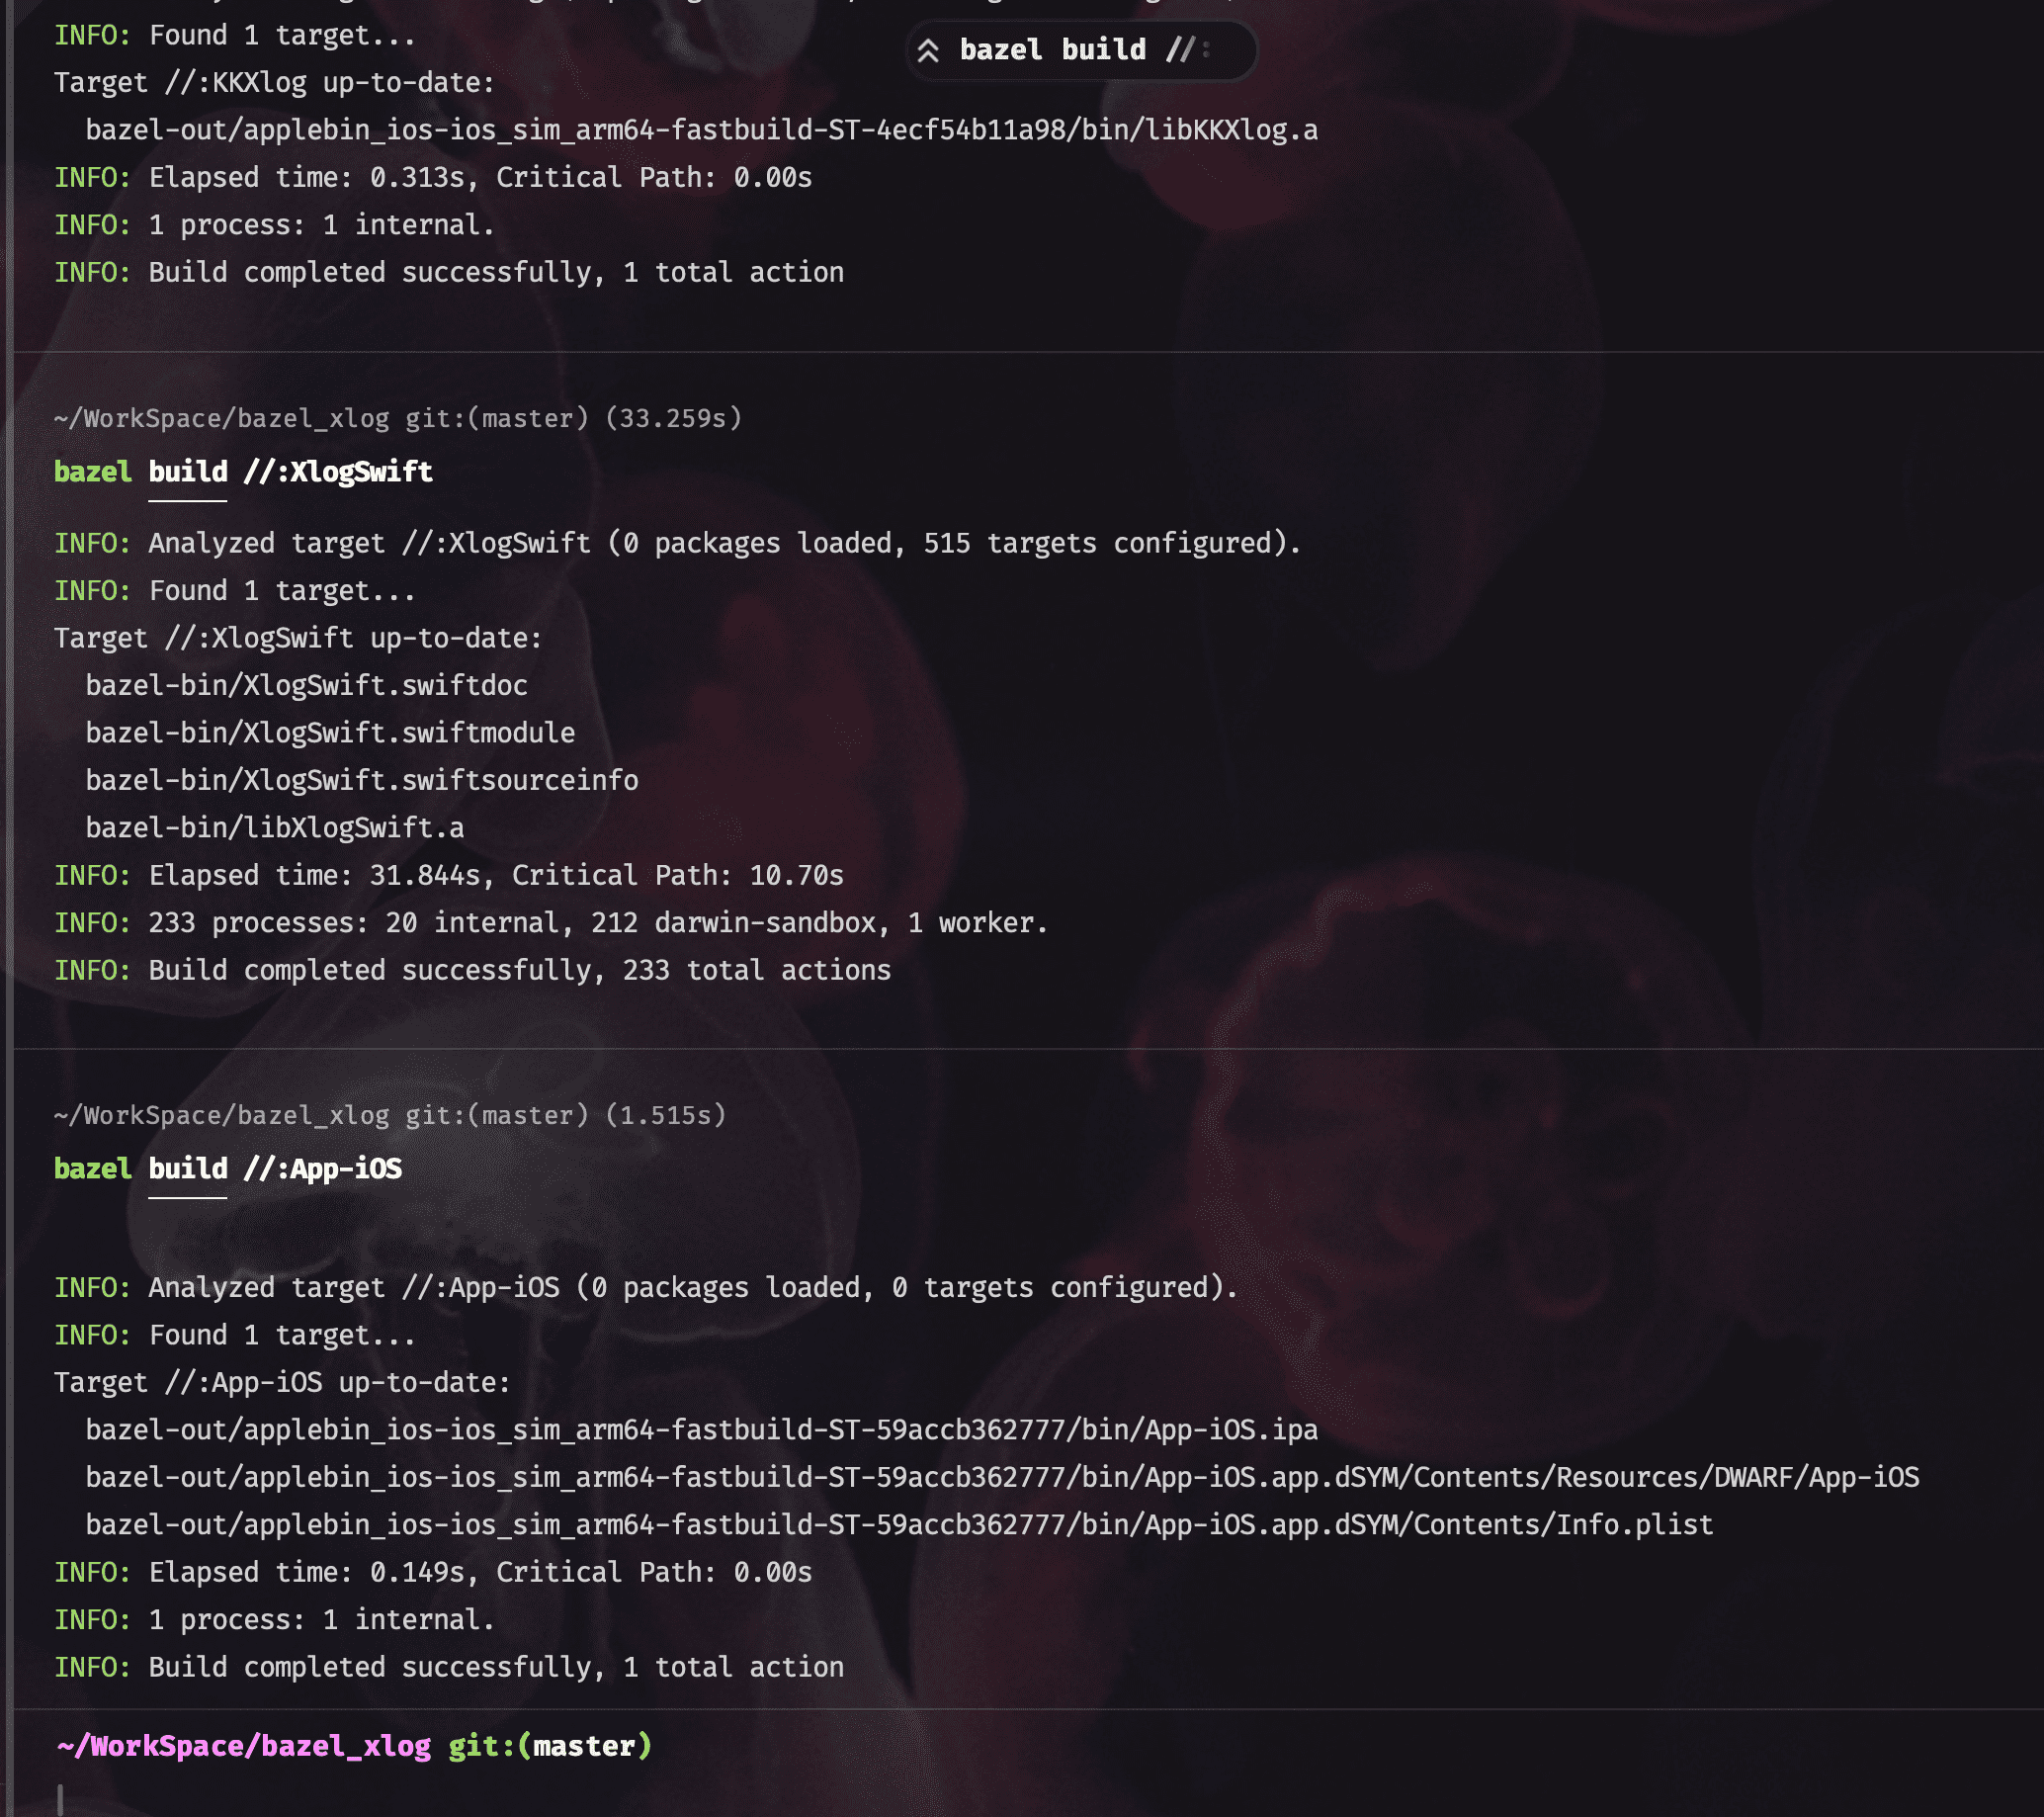 INFO: Found 1 target...
bazel build //:
Target //:KKXlog up-to-date:
  bazel-out/applebin_ios-ios_sim_arm64-fastbuild-ST-4ecf54b11a98/bin/libKKXlog.a
INFO: Elapsed time: 0.313s, Critical Path: 0.00s
INFO: 1 process: 1 internal.
INFO: Build completed successfully, 1 total action
~/WorkSpace/bazel_xlog git:(master) (33.259s)
bazel build //:XlogSwift
INFO: Analyzed target //:XlogSwift (0 packages loaded, 515 targets configured).
INFO: Found 1 target...
Target //:XlogSwift up-to-date:
  bazel-bin/XlogSwift.swiftdoc
  bazel-bin/XlogSwift.swiftmodule
  bazel-bin/XlogSwift.swiftsourceinfo
  bazel-bin/libXlogSwift.a
INFO: Elapsed time: 31.844s, Critical Path: 10.70s
INFO: 233 processes: 20 internal, 212 darwin-sandbox, 1 worker.
INFO: Build completed successfully, 233 total actions
~/WorkSpace/bazel_xlog git:(master) (1.515s)
bazel build //:App-iOS
INFO: Analyzed target //:App-iOS (0 packages loaded, 0 targets configured).
INFO: Found 1 target...
Target //:App-iOS up-to-date:
  bazel-out/applebin_ios-ios_sim_arm64-fastbuild-ST-59accb362777/bin/App-iOS.ipa
  bazel-out/applebin_ios-ios_sim_arm64-fastbuild-ST-59accb362777/bin/App-iOS.app.dSYM/Contents/Resources/DWARF/App-iOS
  bazel-out/applebin_ios-ios_sim_arm64-fastbuild-ST-59accb362777/bin/App-iOS.app.dSYM/Contents/Info.plist
INFO: Elapsed time: 0.149s, Critical Path: 0.00s
INFO: 1 process: 1 internal.
INFO: Build completed successfully, 1 total action
~/WorkSpace/bazel_xlog git:(master)